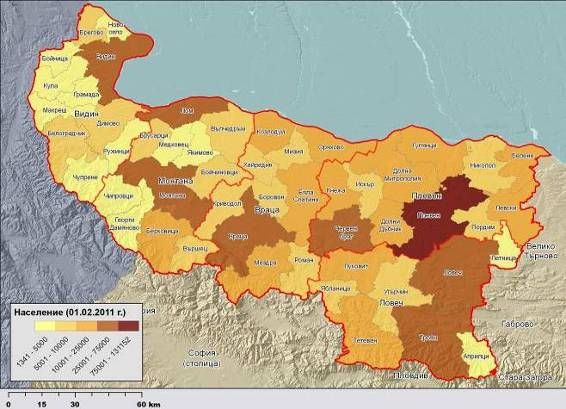 Ново
село
Брегово
Видин
Бойница
Кула
Грамада
Макреш
Видин
Димово
Белоградчик
Ружинци
Чупрене
Чипровци
Георги
Дамяново
Лом
Брусарци
Медковец
Якимово
Вълчедръм
Монтана
Монтана
Бойчиновци
Берковица
Вършец
Козлодуй
Мизия
Оряхово
Хайредин
Криводол
Борован
Бяла
Слатина
Враца
Враца
Мездра
Роман
Кнежа
Искър
Долна
Митрополия
Гулянци
Никопол
Белене
Плевен
Плевен
Долни
Дъбник
Червен
бряг
Пордим
Левски
Летница
Велико
Търново
Луковит
Ловеч
Ябланица
Угърчин
Ловеч
Тетевен
Троян
Априлци
Габрово
София
(столица)
Пловдив
Стара Загора
Население (01.02.2011 г.)
1341 - 5000
5001 - 10000
10001 - 25000
25001 - 75000
75001 - 131152
0 15 30 60 km